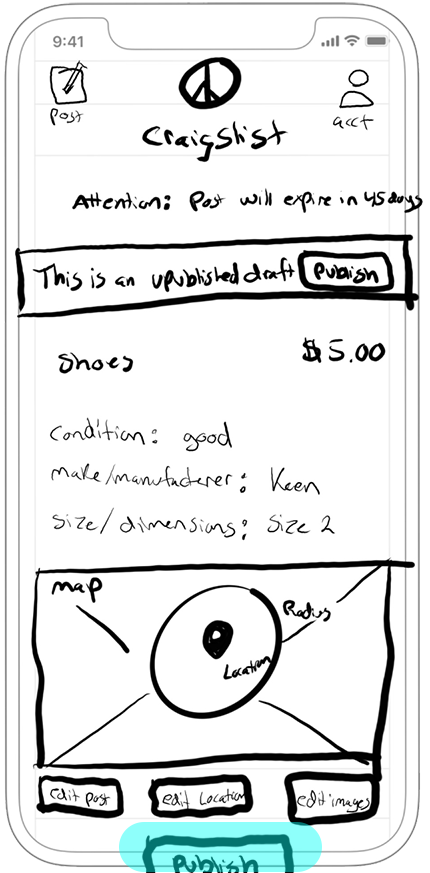 9:41
Post
acct
Craigslist
Attention: Post will expire in 45 days
This is an upublished draft Publish
Shoes $5.00
Condition: good
make/manufacterer: Keen
Size/dimensions: Size 2
map
Radius
Location
edit Post edit Location edit images
Publish